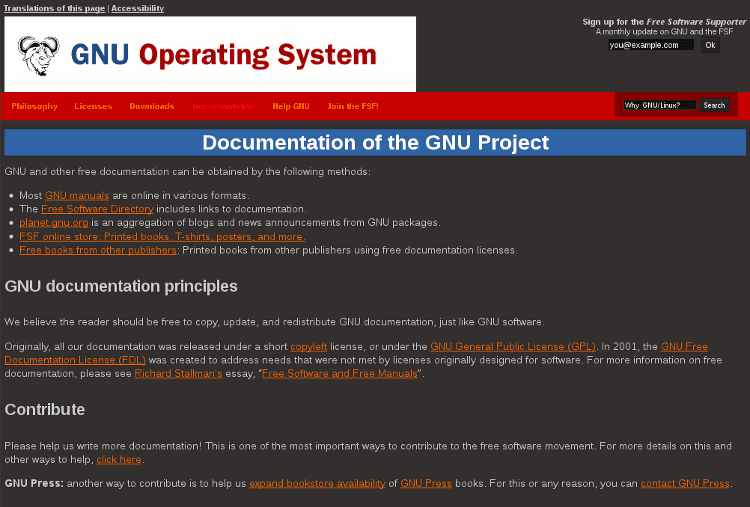 Translations of this page | Accessibility
Sign up for the Free Software Supporter
A monthly update on GNU and the FSF
you@example.com Ok
GNU Operating System
Philosophy Licenses Downloads Documentation Help GNU Join the FSF!
Why GNU/Linux? Search
Documentation of the GNU Project
GNU and other free documentation can be obtained by the following methods:
Most GNU manuals are online in various formats.
The Free Software Directory includes links to documentation.
planet.gnu.org is an aggregation of blogs and news announcements from GNU packages.
FSF online store: Printed books, T-shirts, posters, and more.
Free books from other publishers: Printed books from other publishers using free documentation licenses.
GNU documentation principles
We believe the reader should be free to copy, update, and redistribute GNU documentation, just like GNU software.
Originally, all our documentation was released under a short copyleft license, or under the GNU General Public License (GPL). In 2001, the GNU Free
Documentation License (FDL) was created to address needs that were not met by licenses originally designed for software. For more information on free
documentation, please see Richard Stallman's essay, “Free Software and Free Manuals”.
Contribute
Please help us write more documentation! This is one of the most important ways to contribute to the free software movement. For more details on this and
other ways to help, click here.
GNU Press: another way to contribute is to help us expand bookstore availability of GNU Press books. For this or any reason, you can contact GNU Press.